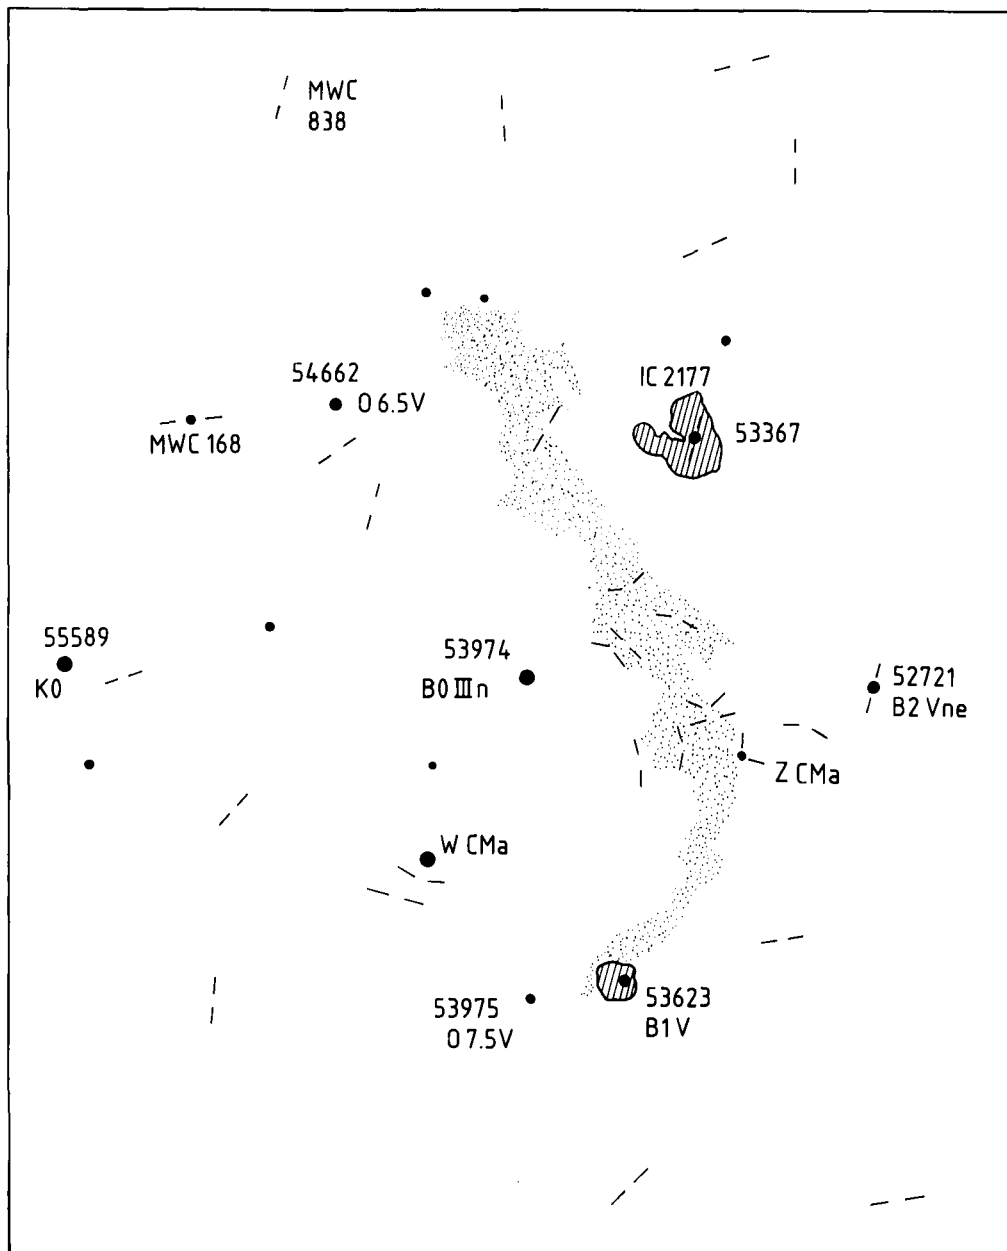 MWC
838
54662
O 6.5V
IC 2177
53367
MWC 168
55589
K0
53974
B0 III n
52721
B2 Vne
Z CMa
W CMa
53975
O 7.5V
53623
B1 V